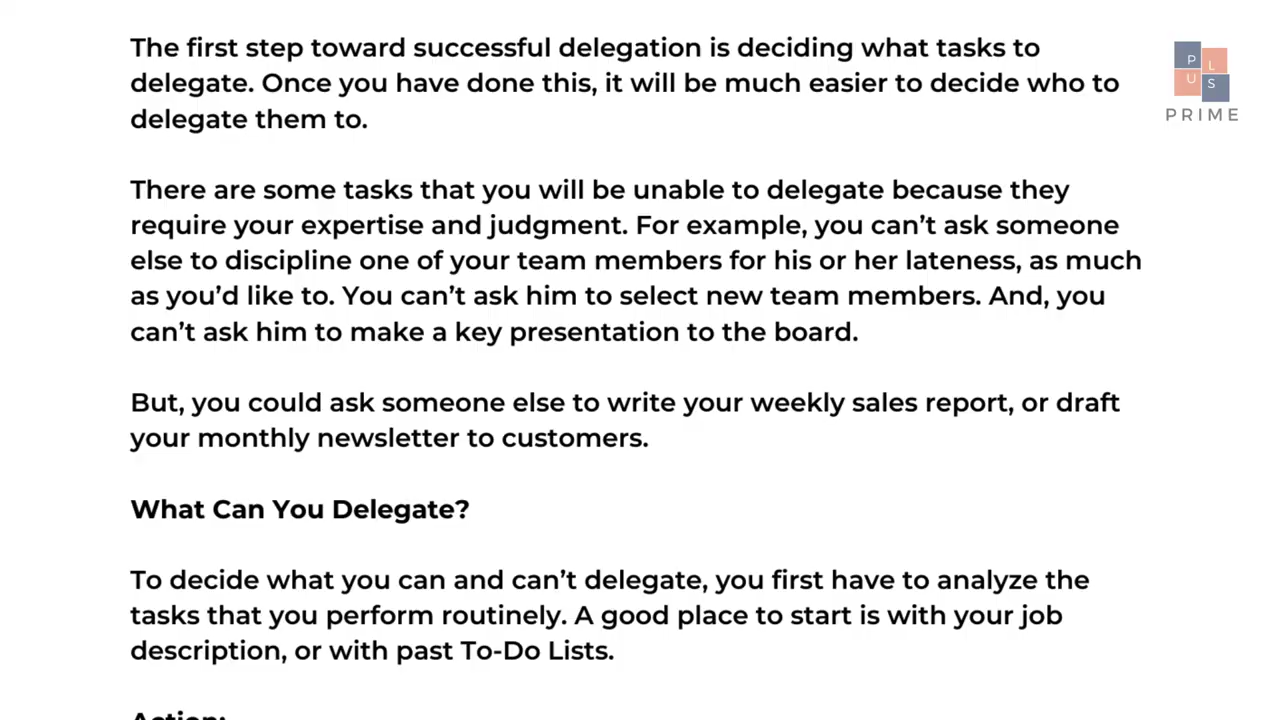 The first step toward successful delegation is deciding what tasks to
delegate. Once you have done this, it will be much easier to decide who to
delegate them to.
There are some tasks that you will be unable to delegate because they
require your expertise and judgment. For example, you can’t ask someone
else to discipline one of your team members for his or her lateness, as much
as you’d like to. You can’t ask him to select new team members. And, you
can’t ask him to make a key presentation to the board.
But, you could ask someone else to write your weekly sales report, or draft
your monthly newsletter to customers.
What Can You Delegate?
To decide what you can and can’t delegate, you first have to analyze the
tasks that you perform routinely. A good place to start is with your job
description, or with past To-Do Lists.
Action:
P L
U S
PRIME